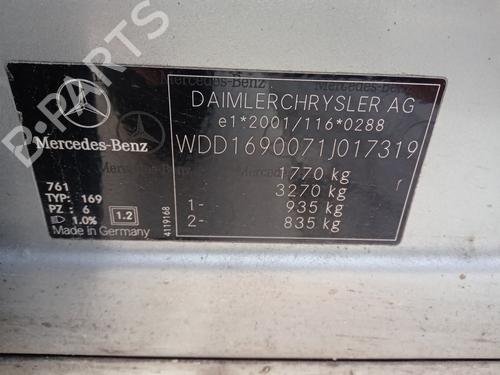 B-PARTS
Mercedes-Benz
DAIMLERCHRYSLER AG
e1*2001/116*0288
WDD1690071J017319
1770 kg
3270 kg
1- 935 kg
2- 835 kg
Mercedes-Benz
761
TYP: 169
PZ : 6
1.0% 1.2
Made in Germany
4119168